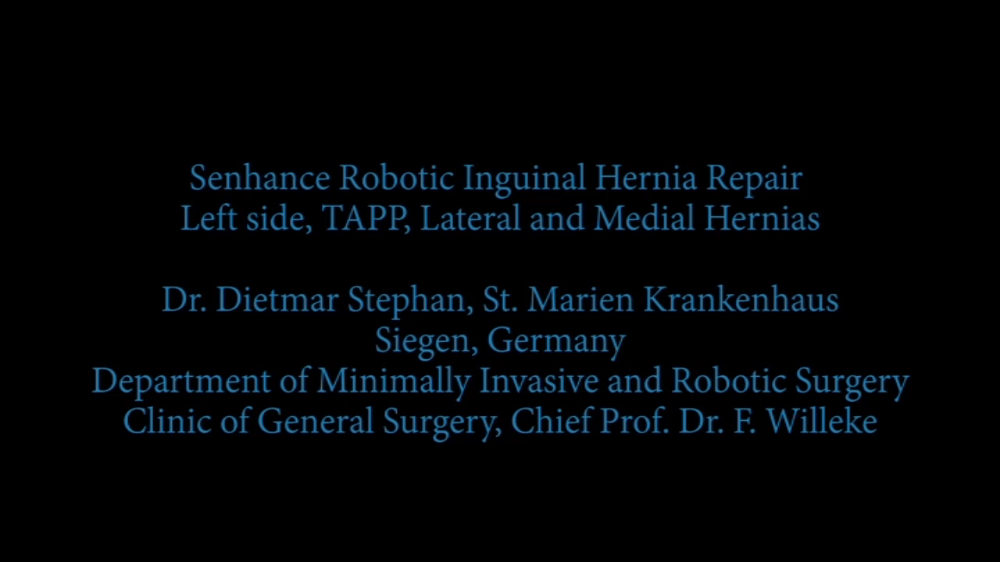 Senhance Robotic Inguinal Hernia Repair
Left side, TAPP, Lateral and Medial Hernias
Dr. Dietmar Stephan, St. Marien Krankenhaus
Siegen, Germany
Department of Minimally Invasive and Robotic Surgery
Clinic of General Surgery, Chief Prof. Dr. F. Willeke